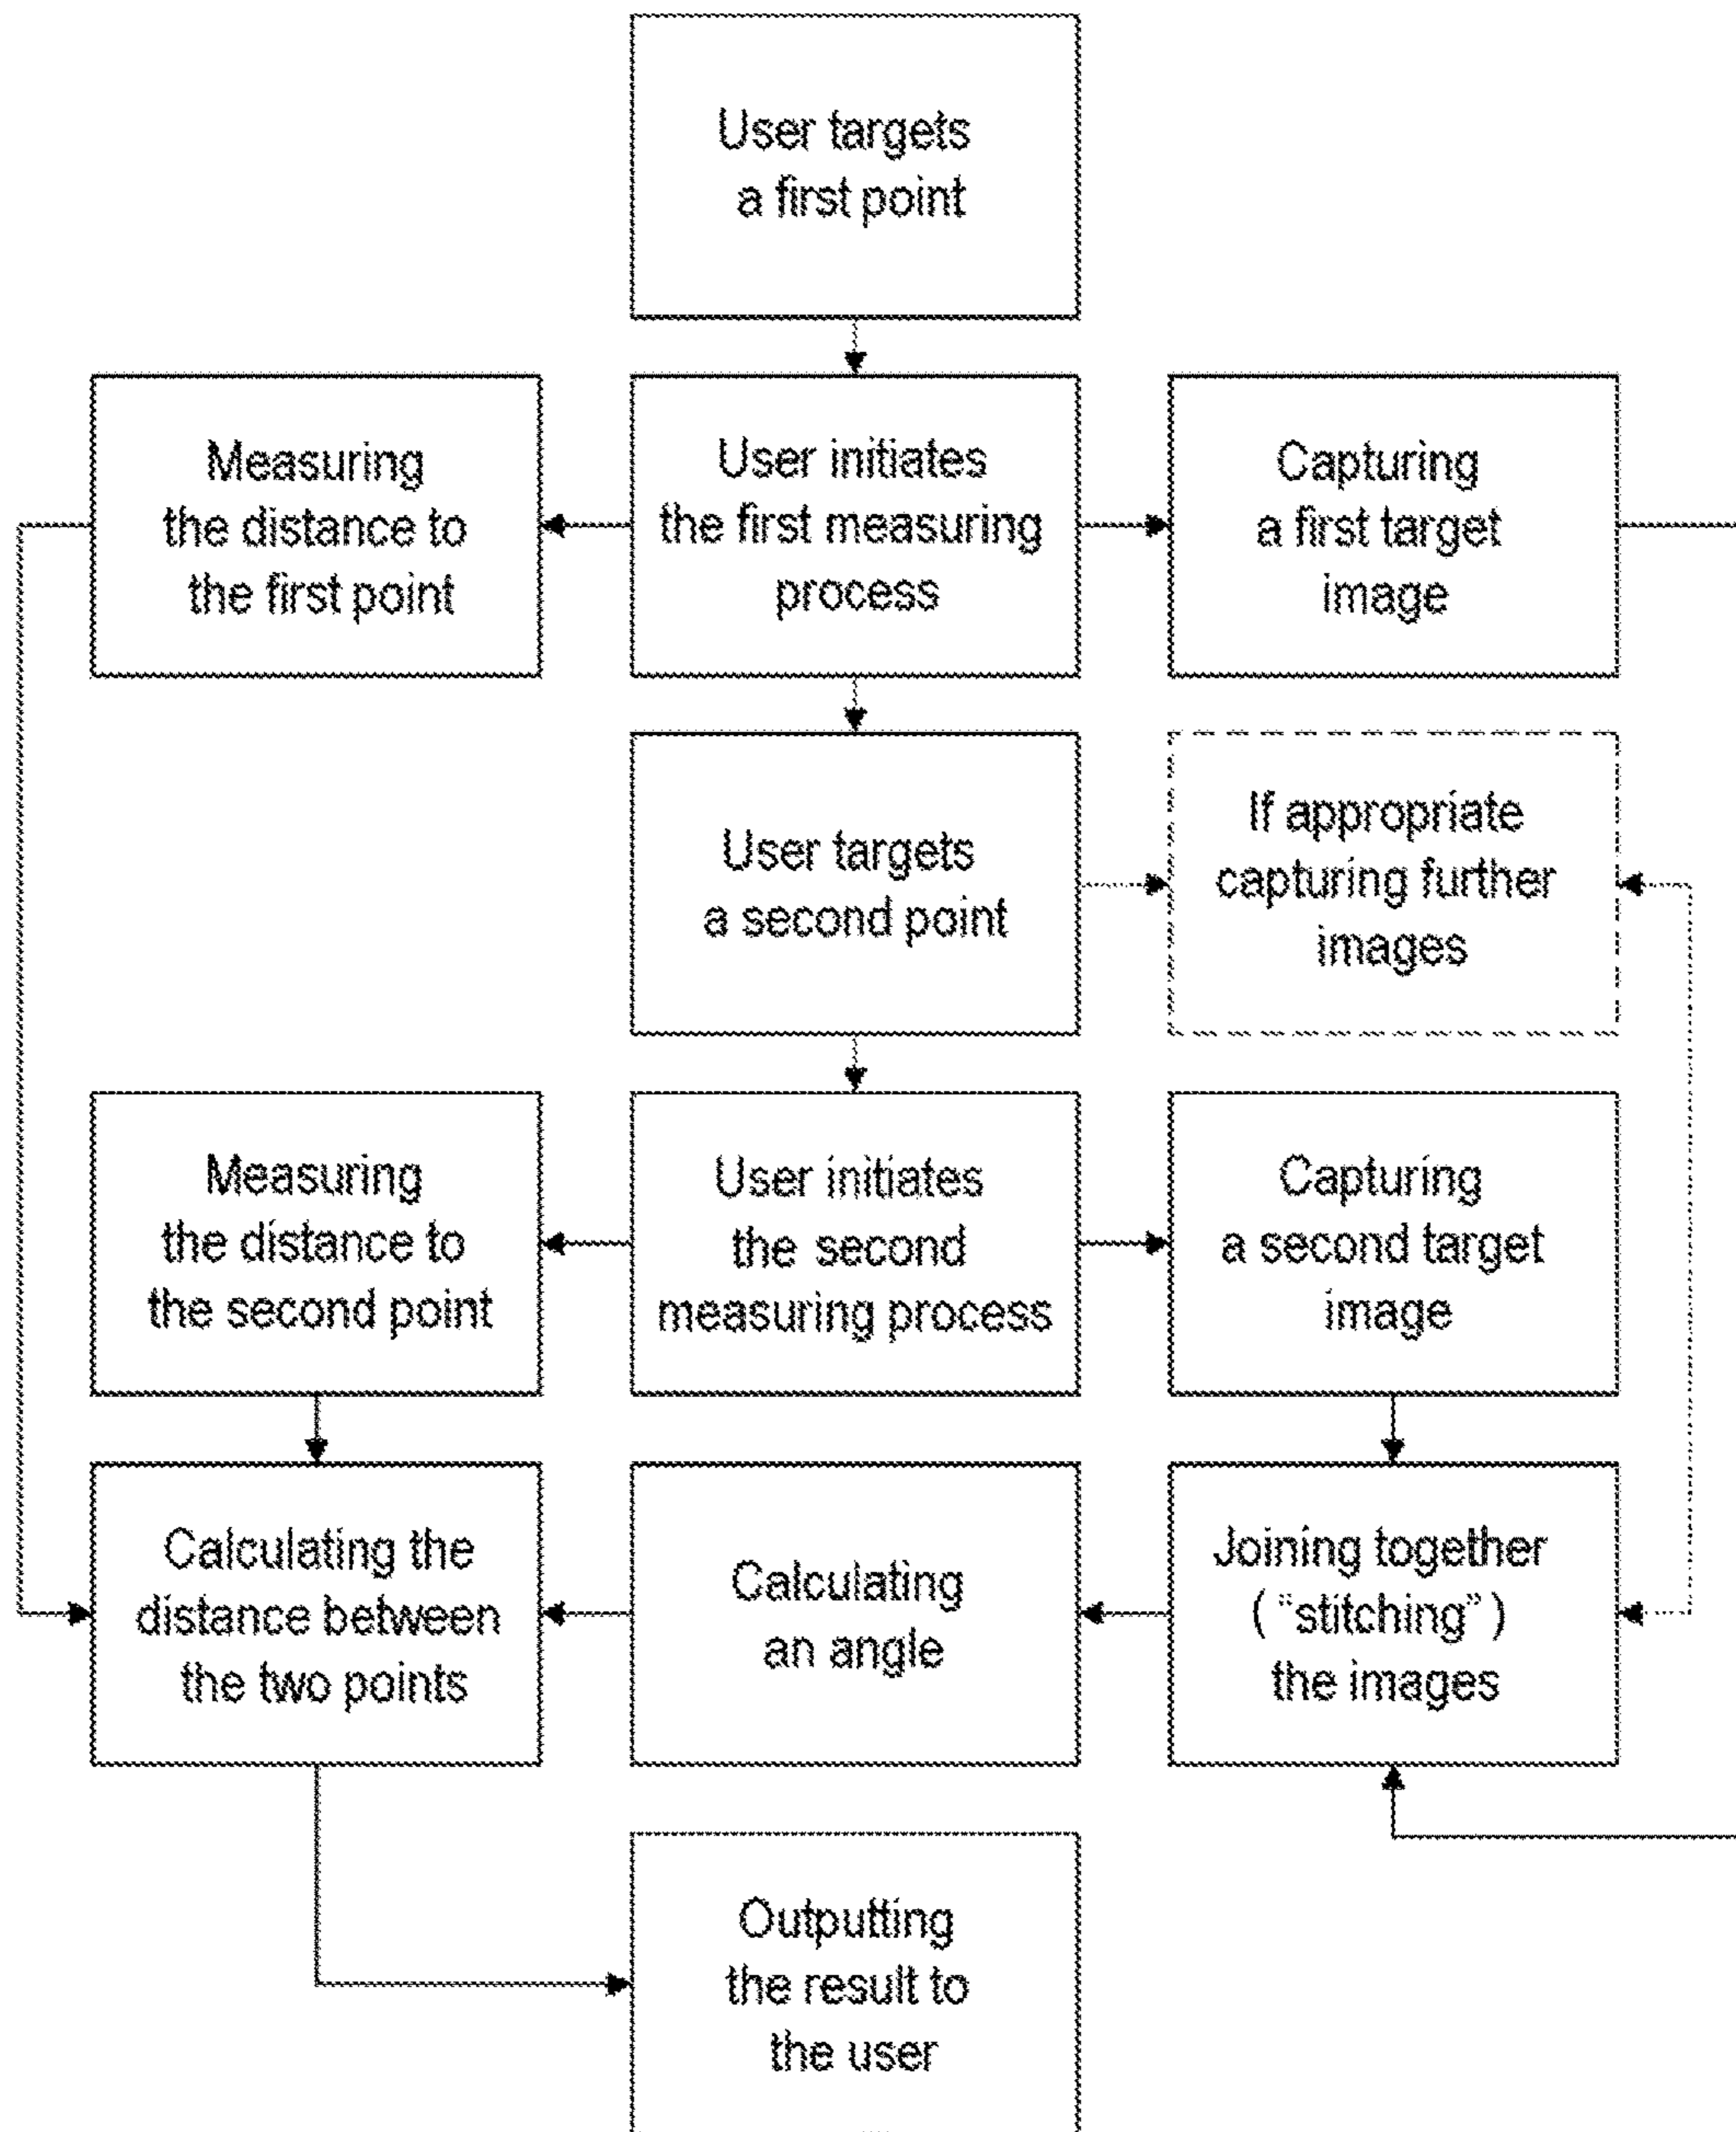 User targets
a first point
Measuring
the distance to
the first point
User initiates
the first measuring
process
Capturing
a first target
image
User targets
a second point
If appropriate
capturing further
images
Measuring
the distance to
the second point
User initiates
the second
measuring process
Capturing
a second target
image
Calculating the
distance between
the two points
Calculating
an angle
Joining together
( “stitching” )
the images
Outputting
the result to
the user